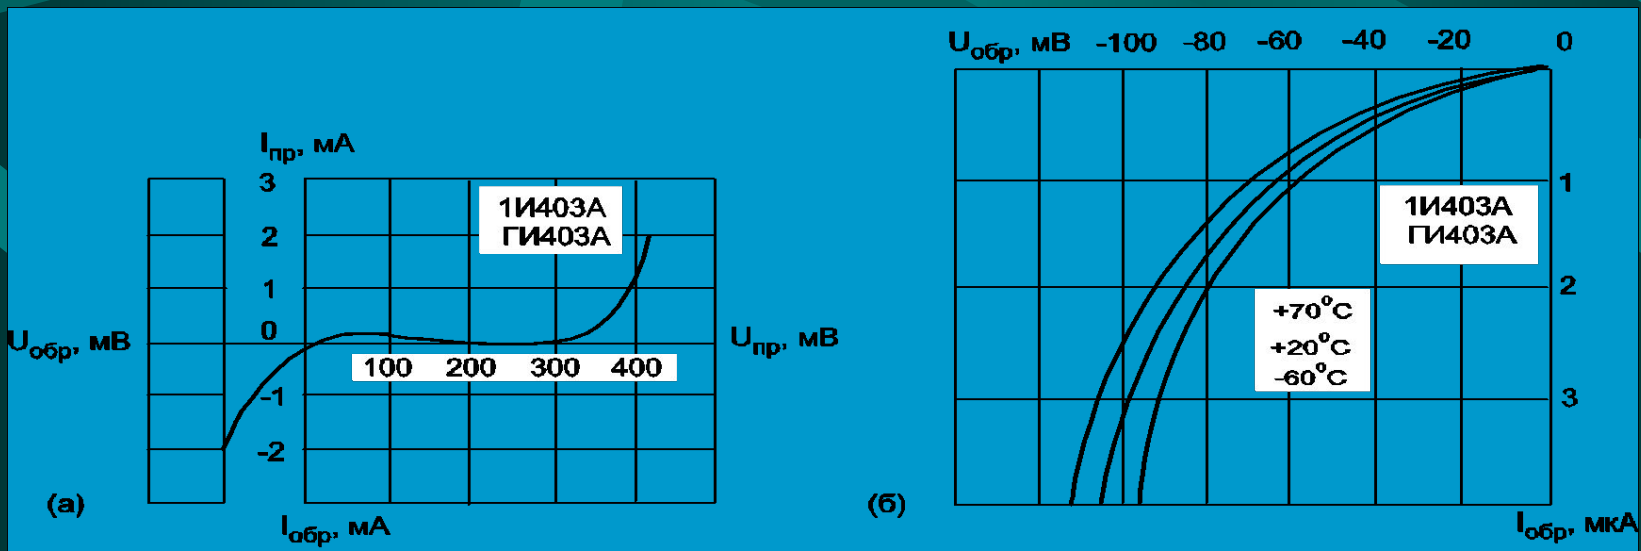 Iпр, мА
3
2
1
0
-1
-2
Uобр, мВ
Uпр, мВ
100 200 300 400
1И403А
ГИ403А
(а)
Iобр, мА
Uобр, мВ -100 -80 -60 -40 -20 0
1
2
3
1И403А
ГИ403А
+70°С
+20°С
-60°С
(б)
Iобр, мкА